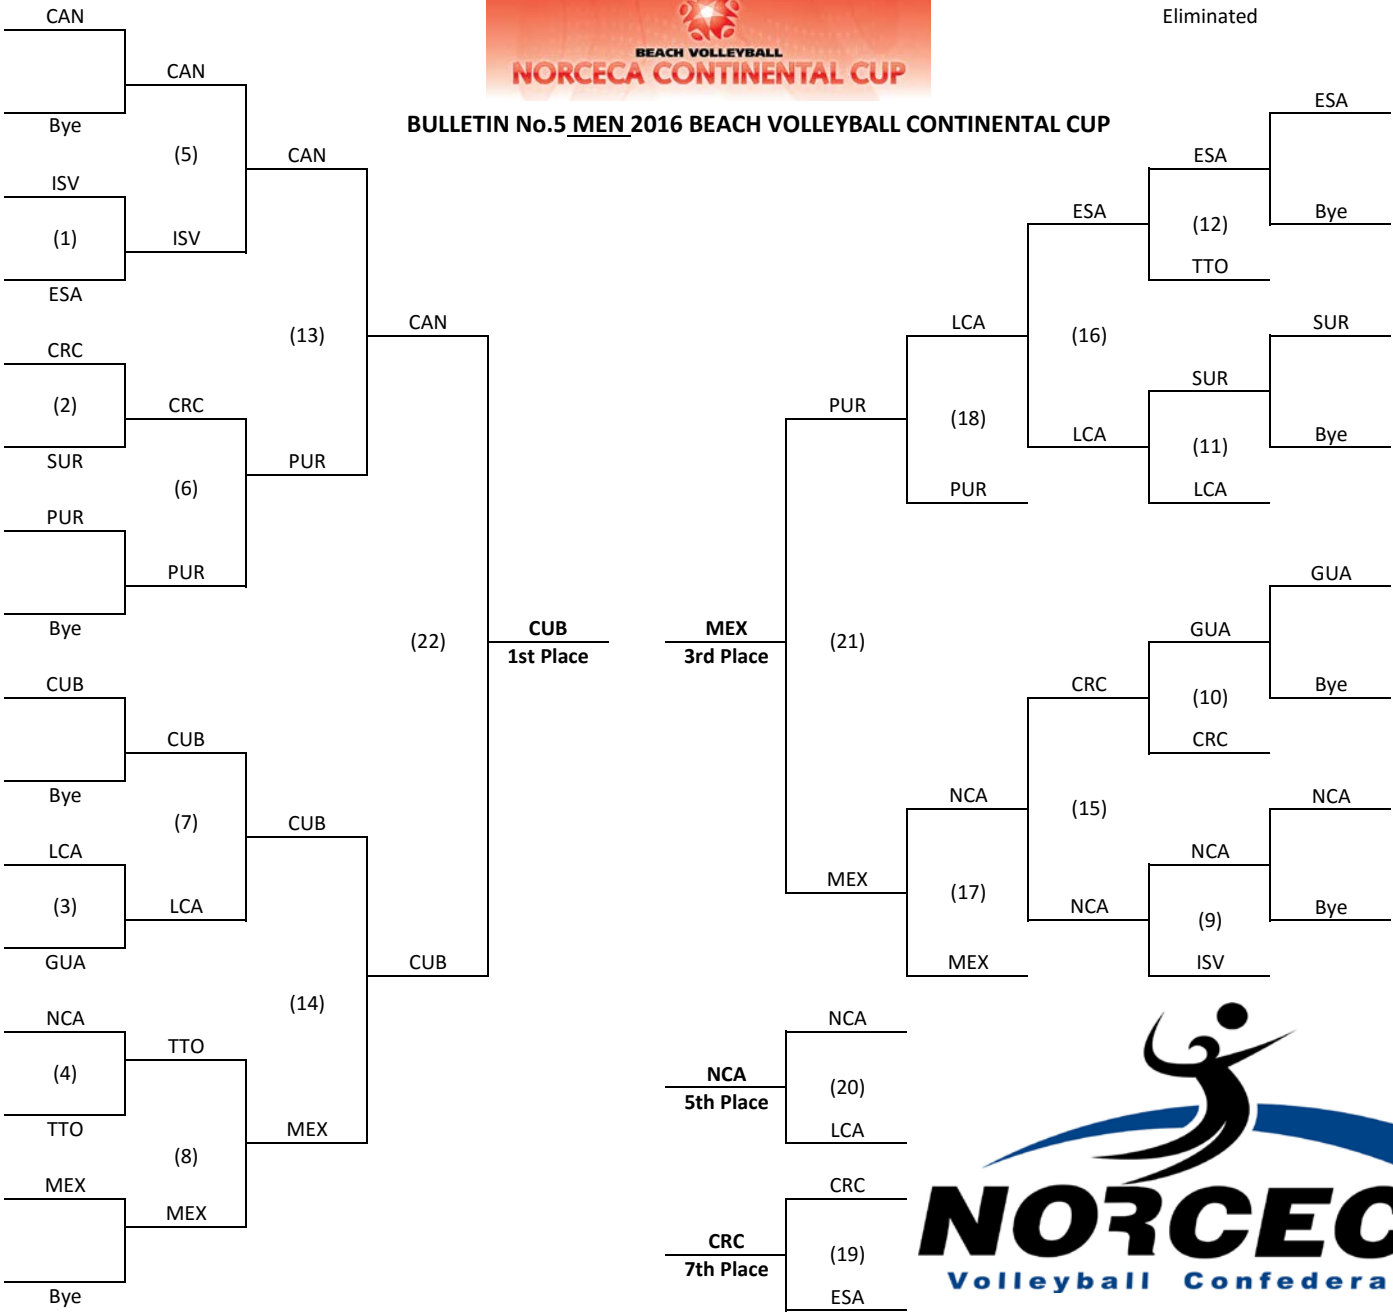 CAN
Eliminated
BEACH VOLLEYBALL
NORCECA CONTINENTAL CUP
BULLETIN No.5 MEN 2016 BEACH VOLLEYBALL CONTINENTAL CUP
CAN
Bye
(5)
CAN
ISV
(1)
ISV
ESA
(13)
CAN
CRC
(2)
CRC
SUR
PUR
(6)
PUR
PUR
Bye
(22)
CUB
1st Place
CUB
CUB
Bye
(7)
CUB
LCA
(3)
LCA
GUA
CUB
(14)
NCA
TTO
(4)
TTO
MEX
(8)
MEX
MEX
Bye
ESA
ESA
ESA
(12)
Bye
TTO
LCA
(16)
SUR
SUR
PUR
(18)
LCA
(11)
Bye
PUR
LCA
GUA
MEX
3rd Place
(21)
GUA
CRC
(10)
Bye
CRC
NCA
(15)
NCA
NCA
MEX
(17)
NCA
(9)
Bye
MEX
ISV
NCA
NCA
5th Place
(20)
LCA
CRC
CRC
7th Place
(19)
ESA
NORCEC
Volleyball Confedera